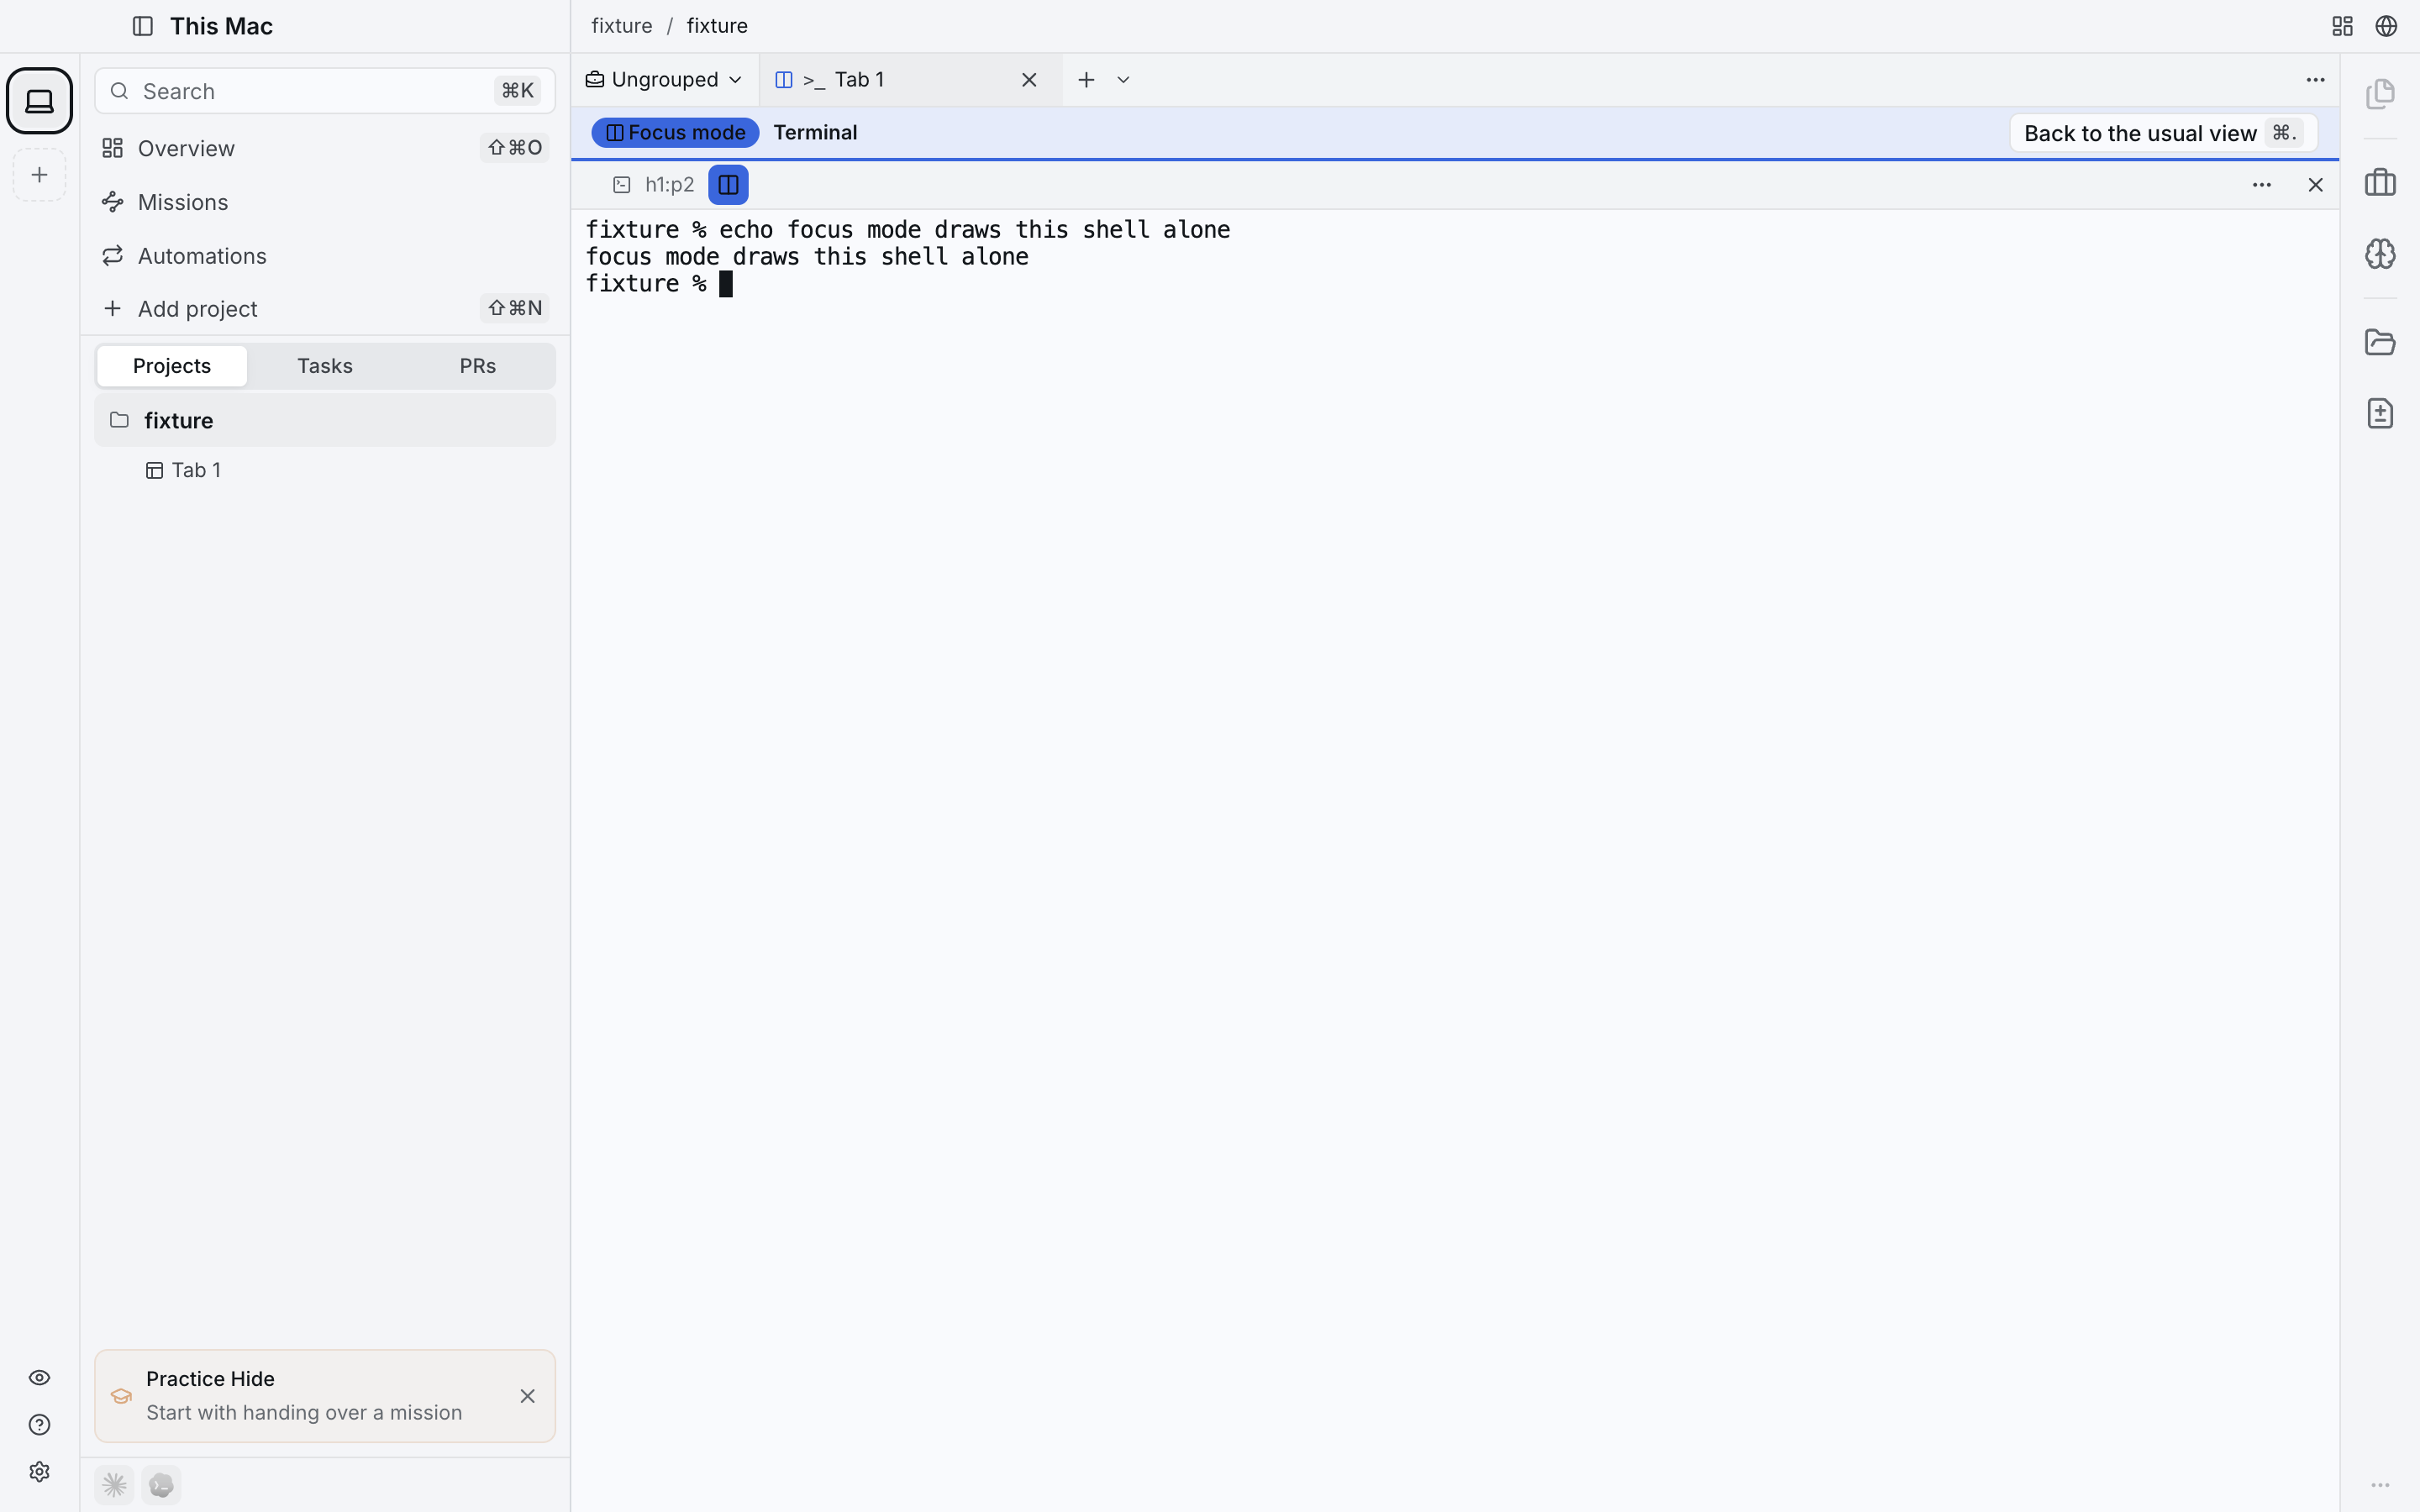 This Mac
fixture / fixture
Search ⌘K
Overview ⇧⌘O
Missions
Automations
Add project ⇧⌘N
Projects Tasks PRs
fixture
Tab 1
Practice Hide
Start with handing over a mission
Ungrouped
>_ Tab 1
Focus mode Terminal
Back to the usual view ⌘.
h1:p2
fixture % echo focus mode draws this shell alone
focus mode draws this shell alone
fixture %